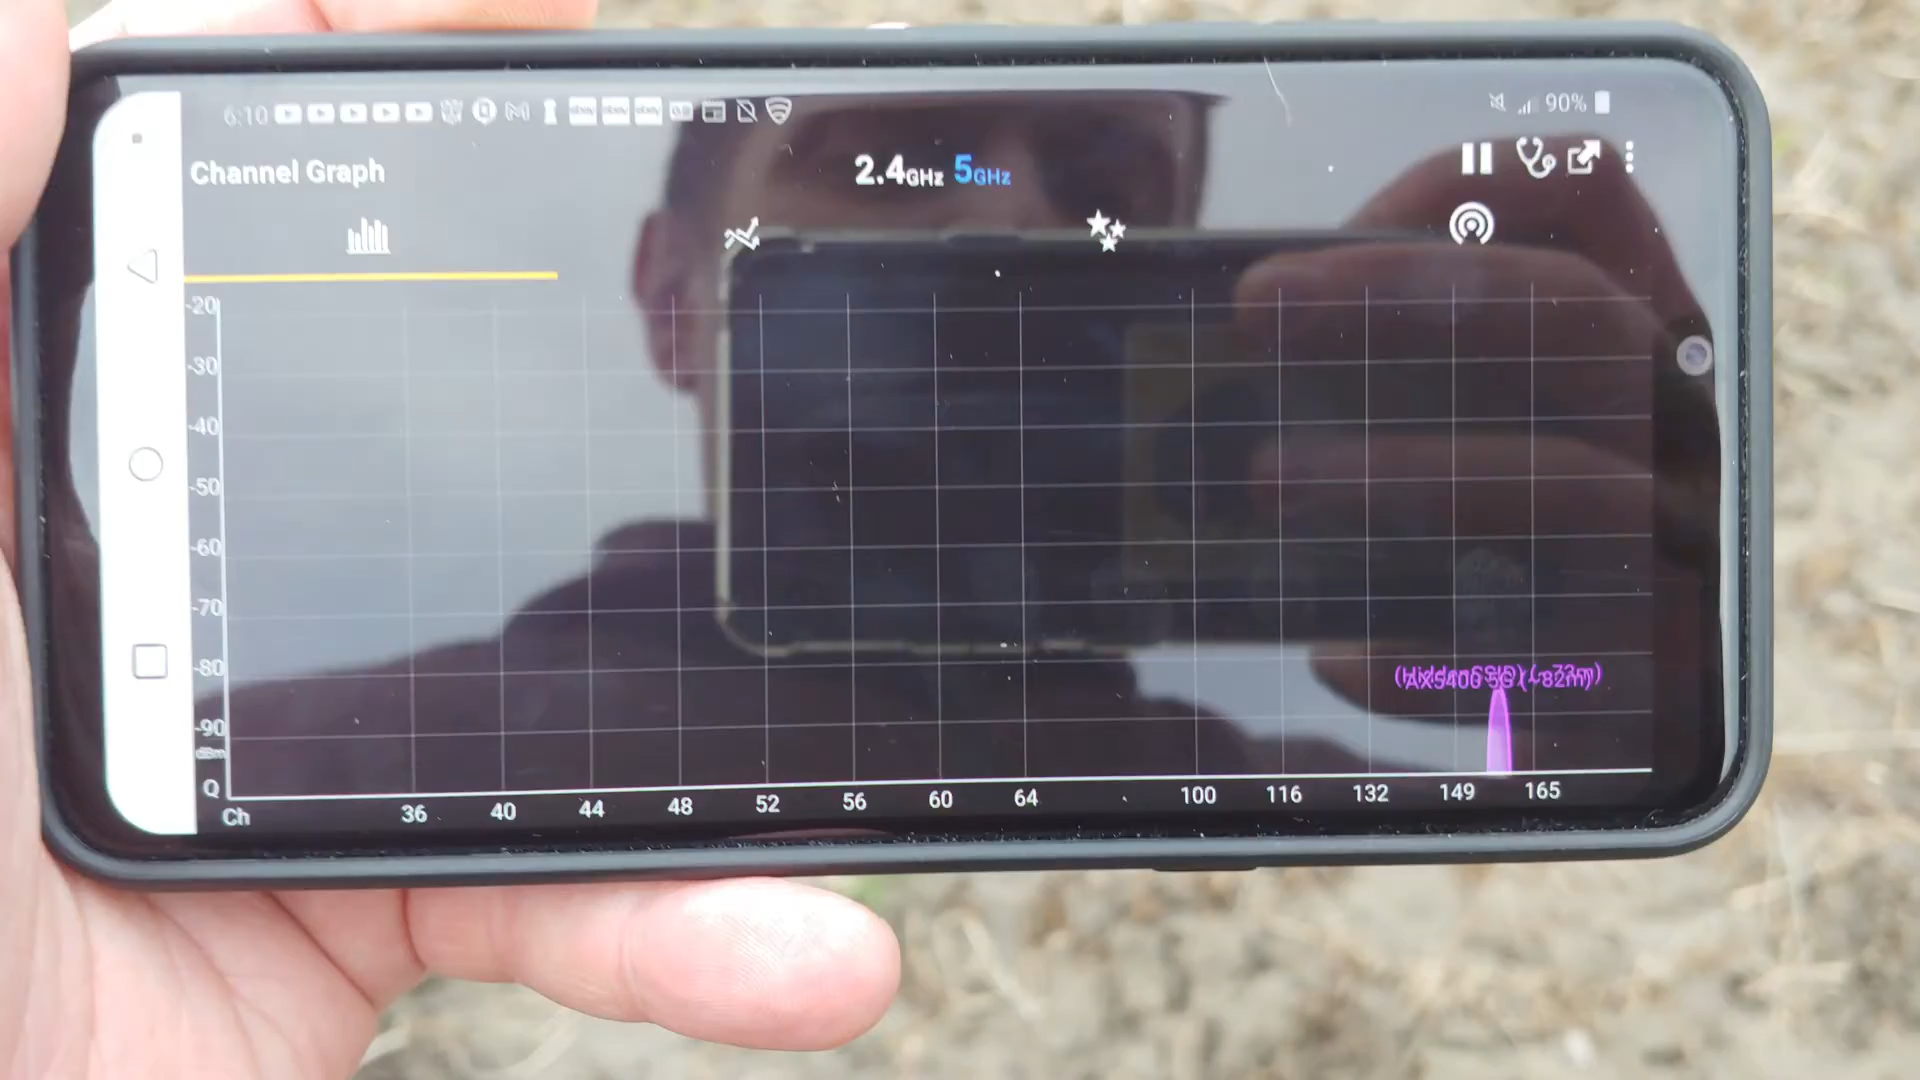 6:10 90%
Channel Graph 2.4GHz 5GHz
-20
-30
-40
-50
-60
-70
-80
-90
dBm
Q
Ch 36 40 44 48 52 56 60 64 100 116 132 149 165